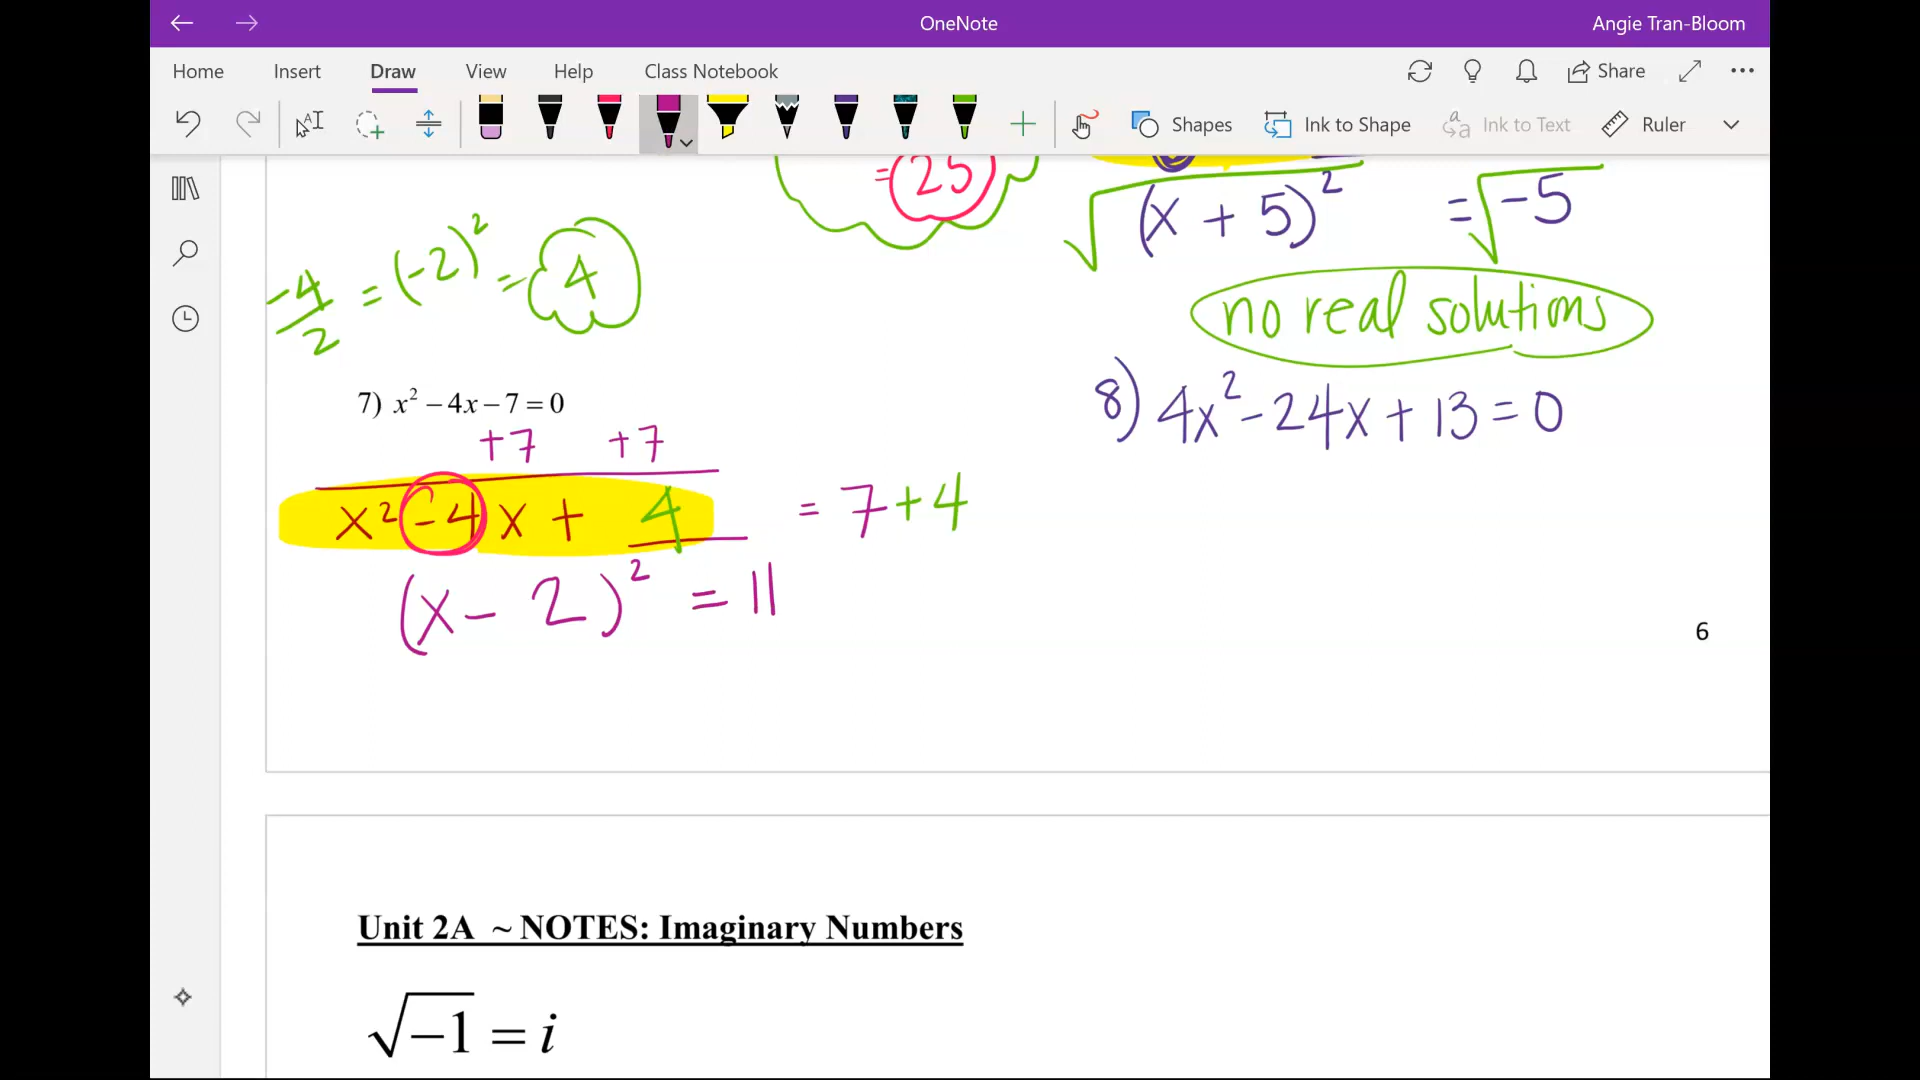 OneNote
Angie Tran-Bloom
Home Insert Draw View Help Class Notebook Share
Shapes Ink to Shape Ink to Text Ruler
= 25
√(x + 5)² = √-5
no real solutions
-4/2 = (-2)² = 4
7) x² – 4x – 7 = 0
+7 +7
x² - 4x + 4 = 7 + 4
(x - 2)² = 11
8) 4x² - 24x + 13 = 0
6
Unit 2A ~ NOTES: Imaginary Numbers
√–1 = i